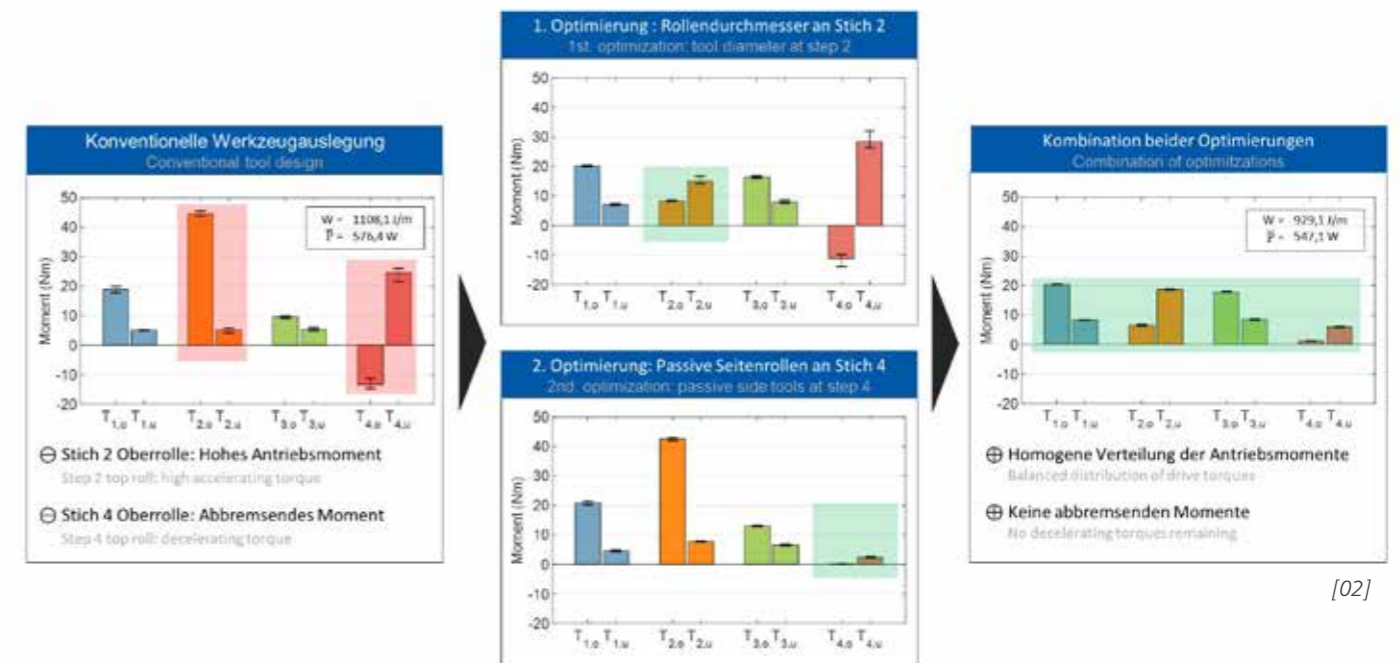 Konventionelle Werkzeugauslegung
Conventional tool design
Moment (Nm)
50
40
30
20
10
0
-10
-20
W = 1108,1 J/m
P̅ = 576,4 W
T1,o T1,u T2,o T2,u T3,o T3,u T4,o T4,u
⊖ Stich 2 Oberrolle: Hohes Antriebsmoment
Step 2 top roll: high accelerating torque
⊖ Stich 4 Oberrolle: Abbremsendes Moment
Step 4 top roll: decelerating torque
1. Optimierung : Rollendurchmesser an Stich 2
1st. optimization: tool diameter at step 2
Moment (Nm)
50
40
30
20
10
0
-10
-20
T1,o T1,u T2,o T2,u T3,o T3,u T4,o T4,u
2. Optimierung: Passive Seitenrollen an Stich 4
2nd. optimization: passive side tools at step 4
Moment (Nm)
50
40
30
20
10
0
-10
-20
T1,o T1,u T2,o T2,u T3,o T3,u T4,o T4,u
Kombination beider Optimierungen
Combination of optimitzations
Moment (Nm)
50
40
30
20
10
0
-10
-20
W = 929,1 J/m
P̅ = 547,1 W
T1,o T1,u T2,o T2,u T3,o T3,u T4,o T4,u
⊕ Homogene Verteilung der Antriebsmomente
Balanced distribution of drive torques
⊕ Keine abbremsenden Momente
No decelerating torques remaining
[02]